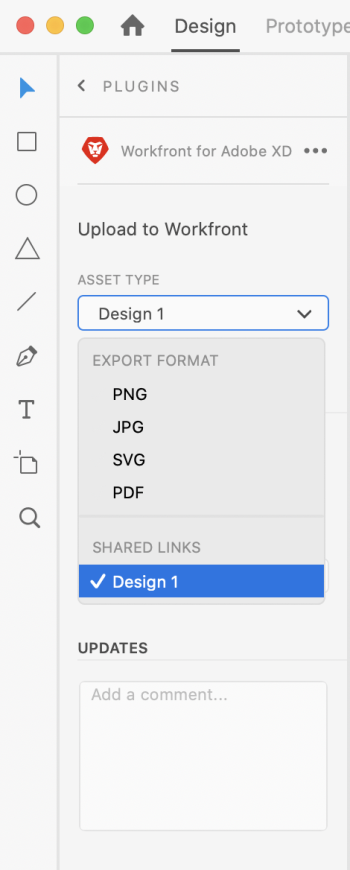 Design Prototype
PLUGINS
Workfront for Adobe XD
Upload to Workfront
ASSET TYPE
Design 1
EXPORT FORMAT
PNG
JPG
SVG
PDF
SHARED LINKS
Design 1
UPDATES
Add a comment...
T